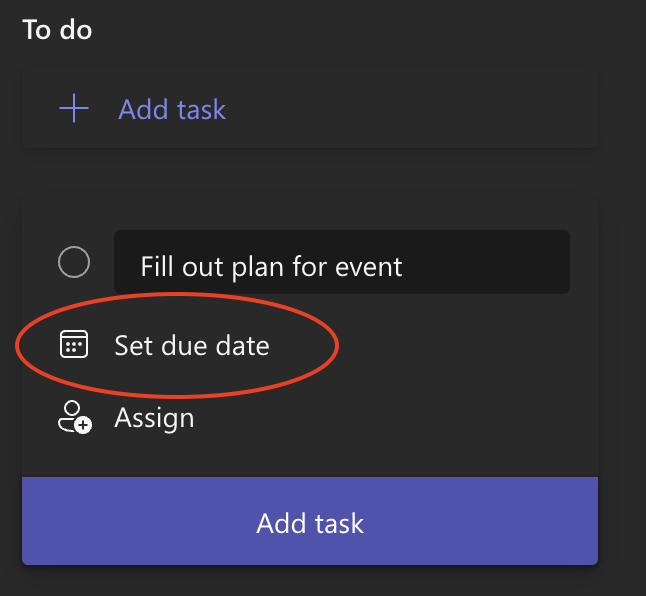 To do
Add task
Fill out plan for event
Set due date
Assign
Add task